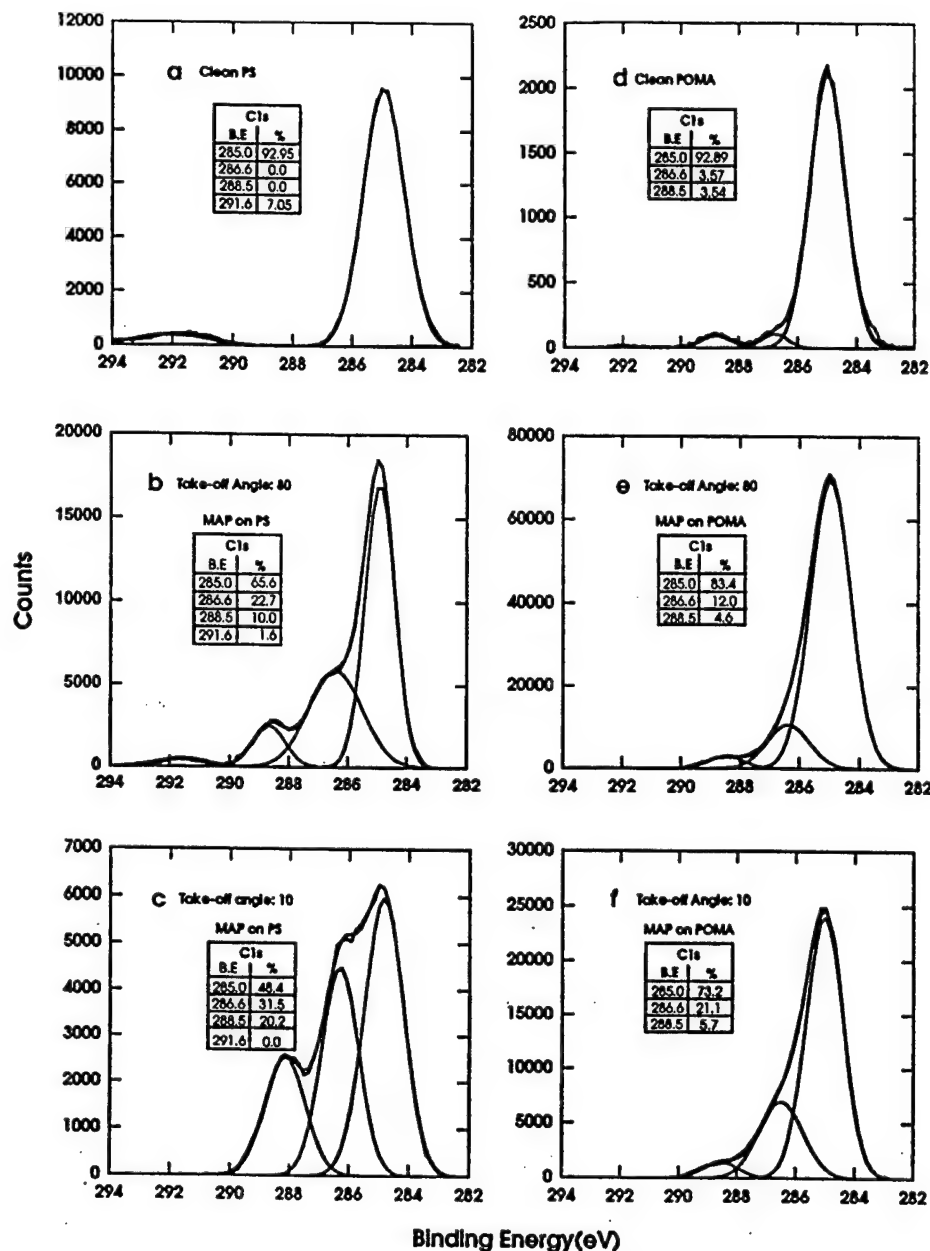 a Clean PS
C1s
B.E %
285.0 92.95
286.6 0.0
288.5 0.0
291.6 7.05
12000
10000
8000
6000
4000
2000
0
294 292 290 288 286 284 282
d Clean POMA
C1s
B.E %
285.0 92.89
286.6 3.57
288.5 3.54
2500
2000
1500
1000
500
0
294 292 290 288 286 284 282
b Take-off Angle: 80
MAP on PS
C1s
B.E %
285.0 65.6
286.6 22.7
288.5 10.0
291.6 1.6
20000
15000
10000
5000
0
294 292 290 288 286 284 282
e Take-off Angle: 80
MAP on POMA
C1s
B.E %
285.0 83.4
286.6 12.0
288.5 4.6
80000
60000
40000
20000
0
294 292 290 288 286 284 282
c Take-off angle: 10
MAP on PS
C1s
B.E %
285.0 48.4
286.6 31.5
288.5 20.2
291.6 0.0
7000
6000
5000
4000
3000
2000
1000
0
294 292 290 288 286 284 282
f Take-off Angle: 10
MAP on POMA
C1s
B.E %
285.0 73.2
286.6 21.1
288.5 5.7
30000
25000
20000
15000
10000
5000
0
294 292 290 288 286 284 282
Counts
Binding Energy(eV)